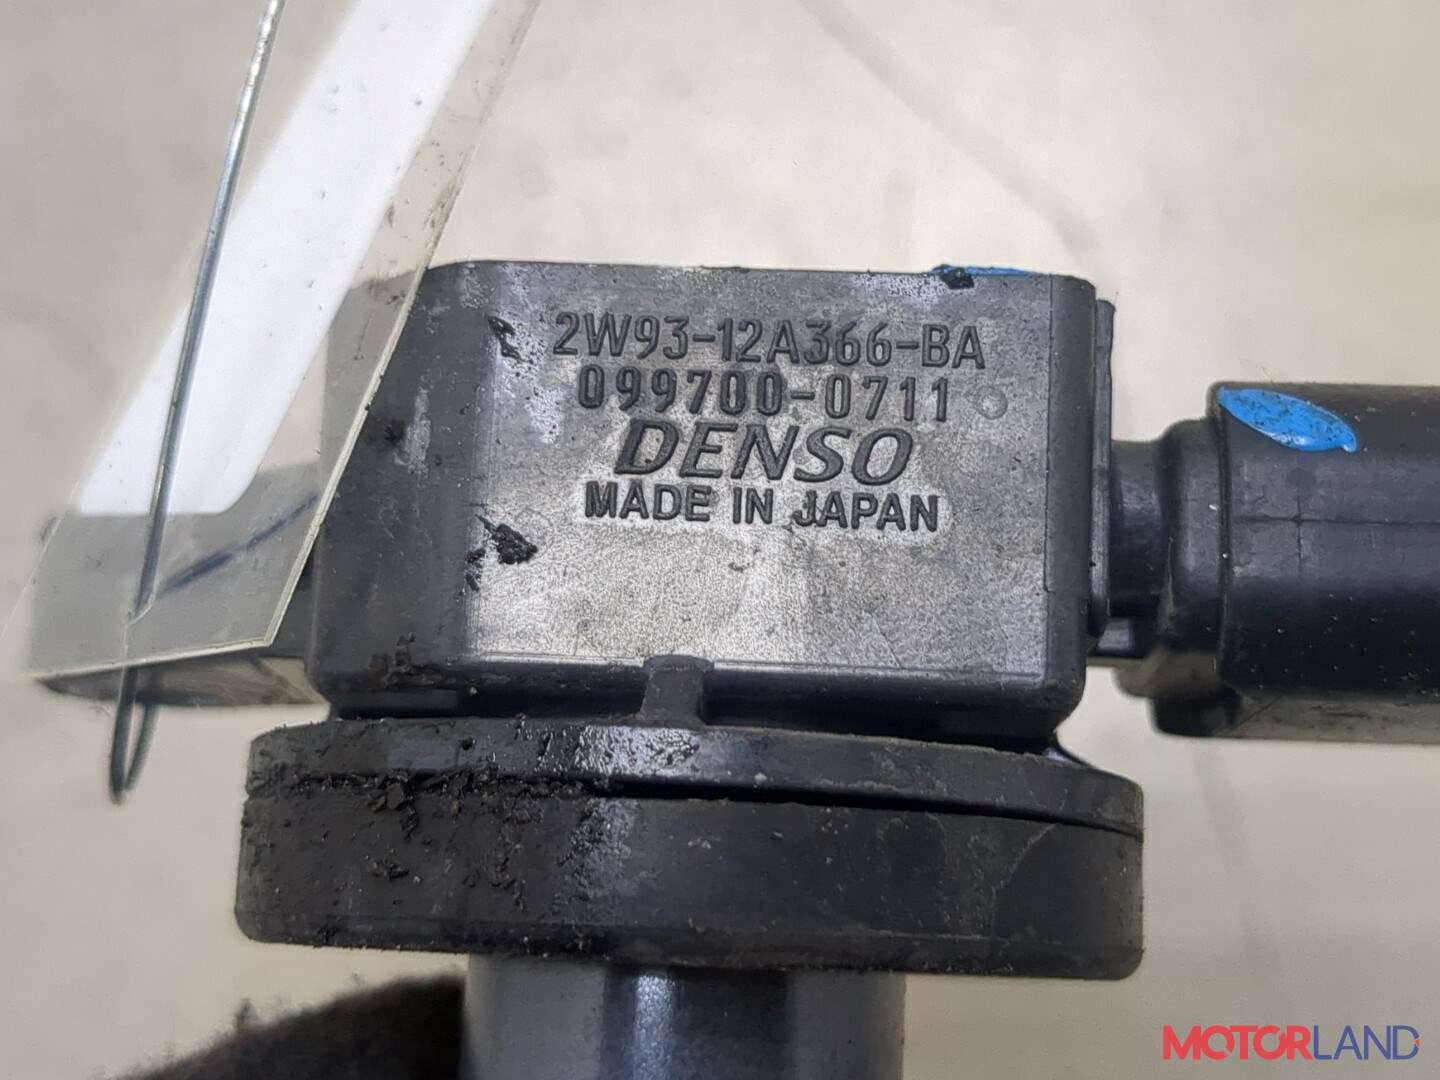 2W93-12A366-BA
099700-0711
DENSO
MADE IN JAPAN
MOTORLAND